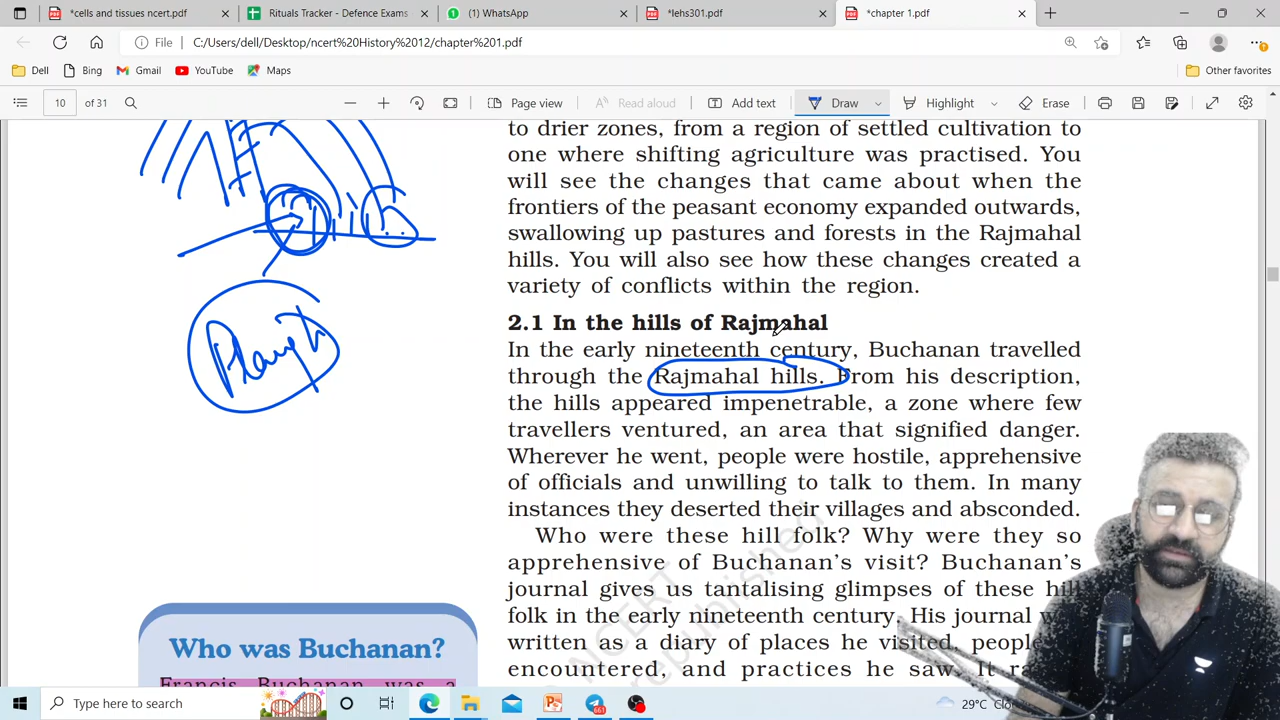 *cells and tissues ncert.pdf
Rituals Tracker - Defence Exams
(1) WhatsApp
*lehs301.pdf
*chapter 1.pdf
File C:/Users/dell/Desktop/ncert%20History%2012/chapter%201.pdf
Dell Bing Gmail YouTube Maps Other favorites
10 of 31 Page view Read aloud Add text Draw Highlight Erase
to drier zones, from a region of settled cultivation to
one where shifting agriculture was practised. You
will see the changes that came about when the
frontiers of the peasant economy expanded outwards,
swallowing up pastures and forests in the Rajmahal
hills. You will also see how these changes created a
variety of conflicts within the region.
2.1 In the hills of Rajmahal
In the early nineteenth century, Buchanan travelled
through the Rajmahal hills. From his description,
the hills appeared impenetrable, a zone where few
travellers ventured, an area that signified danger.
Wherever he went, people were hostile, apprehensive
of officials and unwilling to talk to them. In many
instances they deserted their villages and absconded.
Who were these hill folk? Why were they so
apprehensive of Buchanan's visit? Buchanan's
journal gives us tantalising glimpses of these hill
folk in the early nineteenth century. His journal
written as a diary of places he visited,
encountered, and practices he saw. It
Who was Buchanan?
Francis Buchanan was a
NCERT
republished
Type here to search
661
29°C